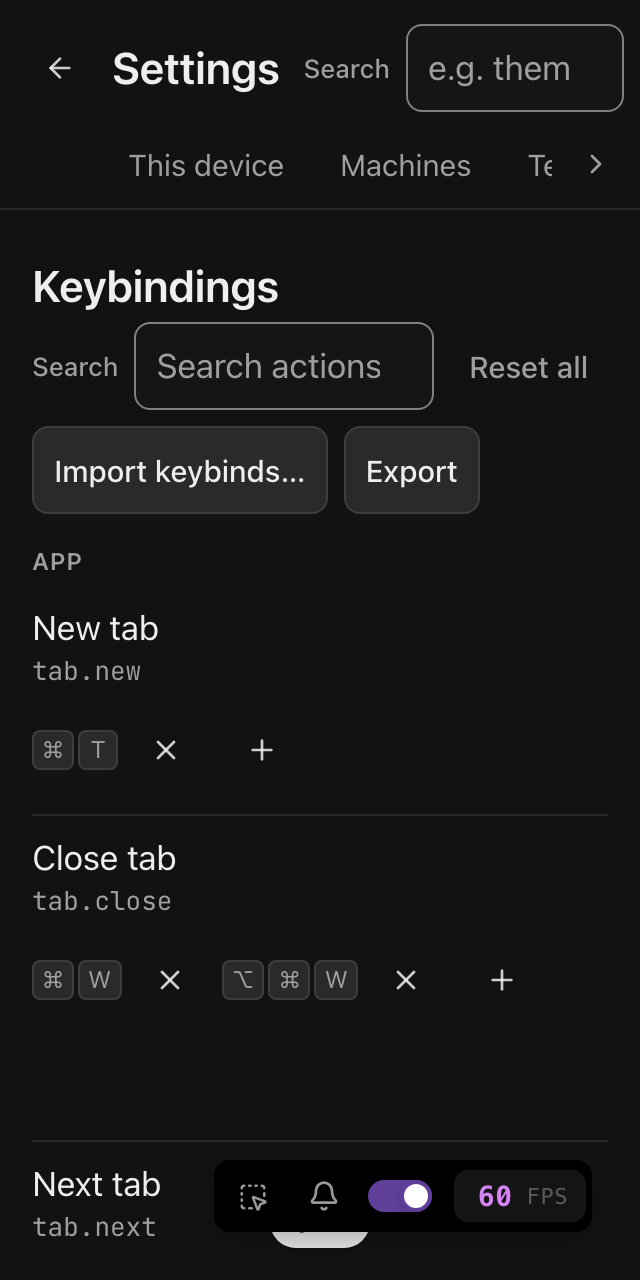 Settings
Search
e.g. them
This device
Machines
Keybindings
Search
Search actions
Reset all
Import keybinds...
Export
APP
New tab
tab.new
⌘ T
Close tab
tab.close
⌘ W ⌥ ⌘ W
Next tab
tab.next
60 FPS